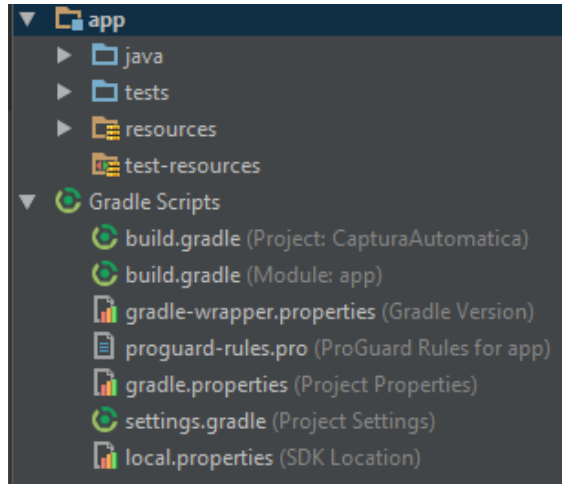 app
java
tests
resources
test-resources
Gradle Scripts
build.gradle (Project: CapturaAutomatica)
build.gradle (Module: app)
gradle-wrapper.properties (Gradle Version)
proguard-rules.pro (ProGuard Rules for app)
gradle.properties (Project Properties)
settings.gradle (Project Settings)
local.properties (SDK Location)